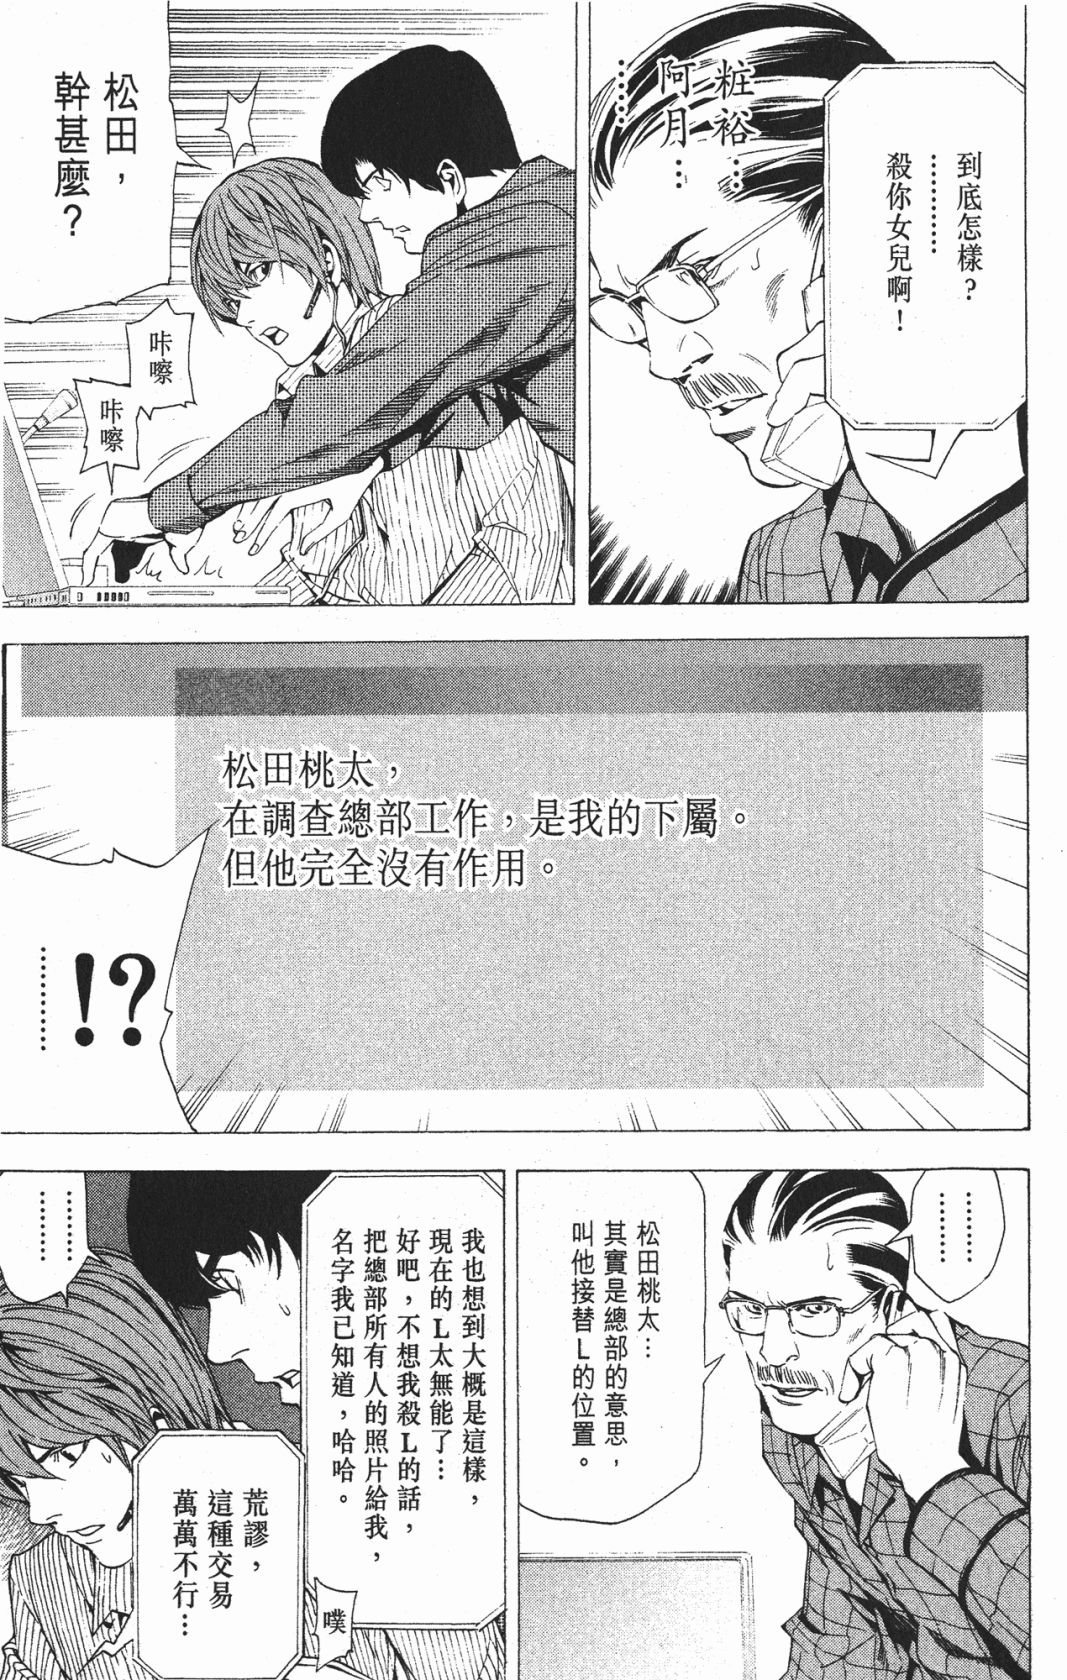 到底怎樣？
…………
殺你女兒啊！
粧裕…
阿月…
……
松田，
幹甚麼？
咔嚓
咔嚓
松田桃太，
在調查總部工作，是我的下屬。
但他完全沒有作用。
!?
………
……
……
松田桃太…
其實是總部的意思，
叫他接替L的位置。
我也想到大概是這樣，
現在的L太無能了…
好吧，不想我殺L的話，
把總部所有人的照片給我，
名字我已知道，哈哈。
噗
荒謬，
這種交易
萬萬不行…
……
……